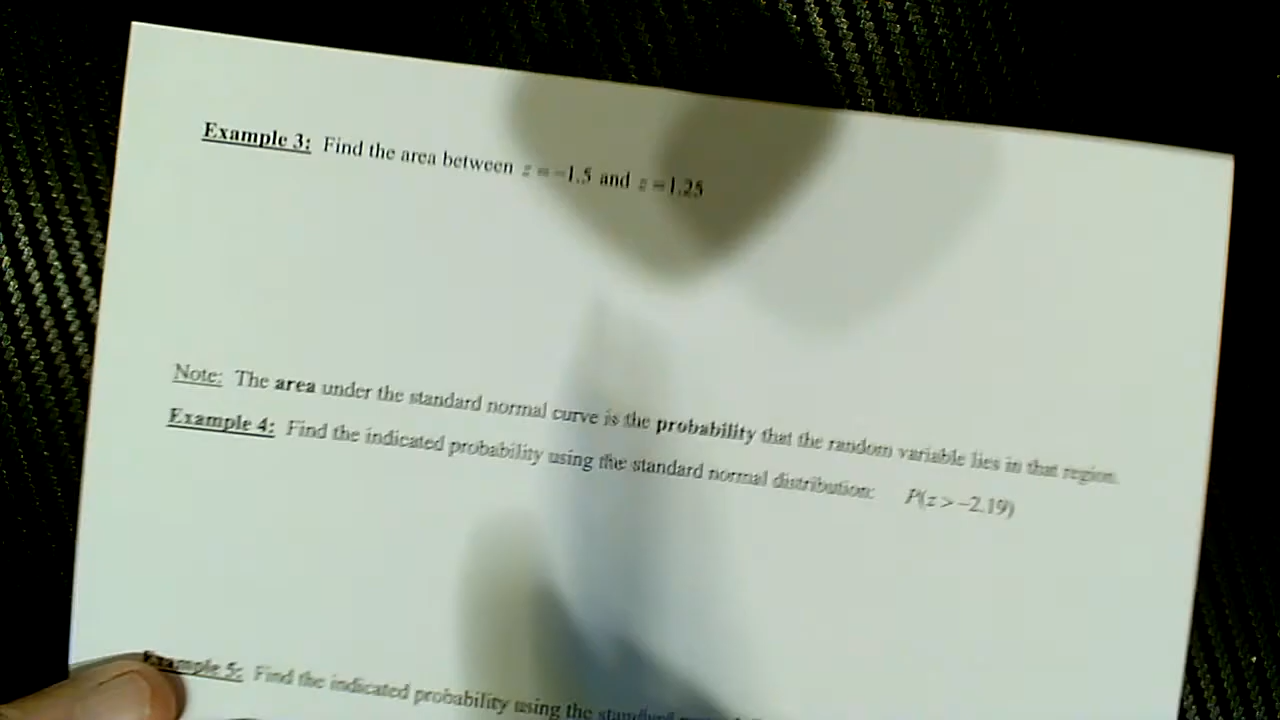 Example 3: Find the area between z = −1.5 and z = 1.25
Note: The area under the standard normal curve is the probability that the random variable lies in that region.
Example 4: Find the indicated probability using the standard normal distribution: P(z > −2.19)
Example 5: Find the indicated probability using the standard